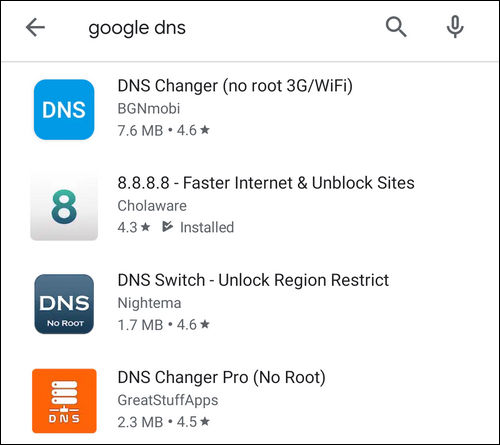 google dns
DNS
DNS Changer (no root 3G/WiFi)
BGNmobi
7.6 MB • 4.6 ★
8
8.8.8.8 - Faster Internet & Unblock Sites
Cholaware
4.3 ★ Installed
DNS
No Root
DNS Switch - Unlock Region Restrict
Nightema
1.7 MB • 4.6 ★
DNS
DNS Changer Pro (No Root)
GreatStuffApps
2.3 MB • 4.5 ★